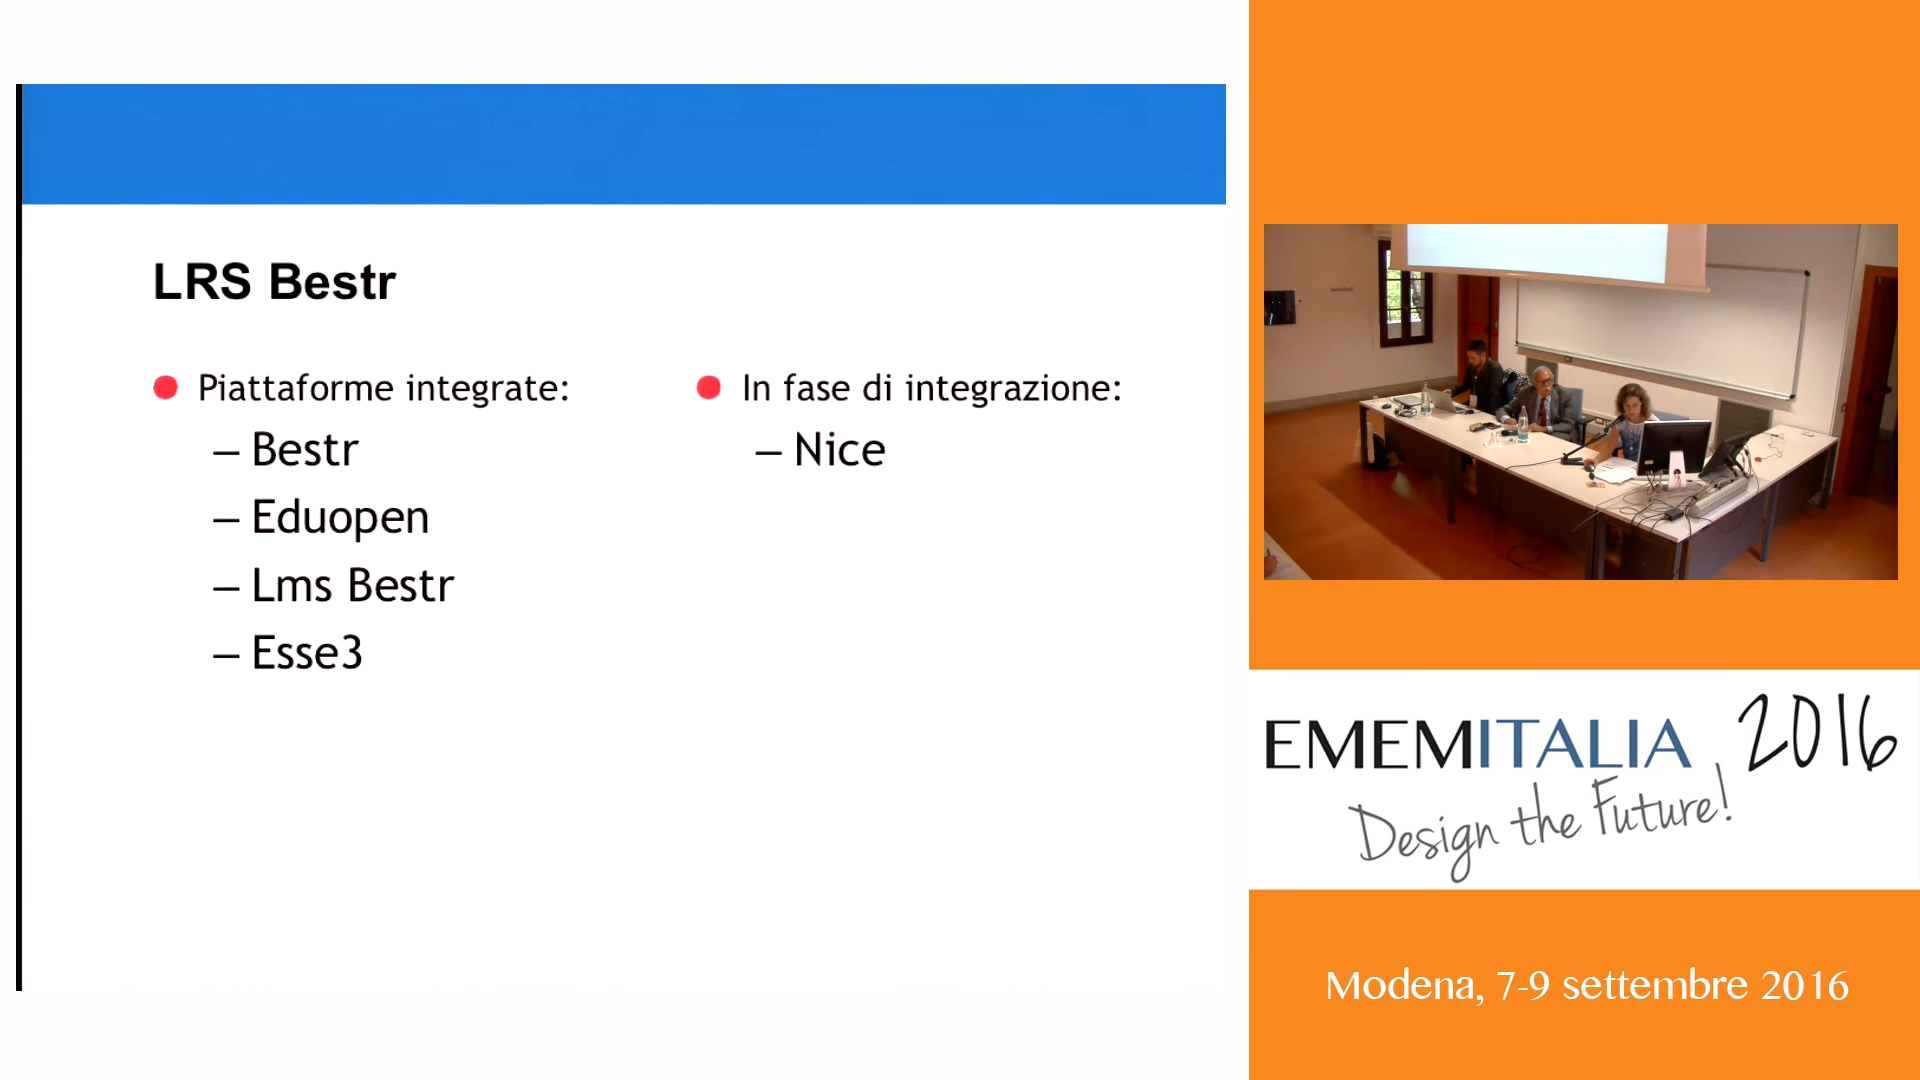 LRS Bestr
Piattaforme integrate:
– Bestr
– Eduopen
– Lms Bestr
– Esse3
In fase di integrazione:
– Nice
EMEMITALIA 2016
Design the Future!
Modena, 7-9 settembre 2016